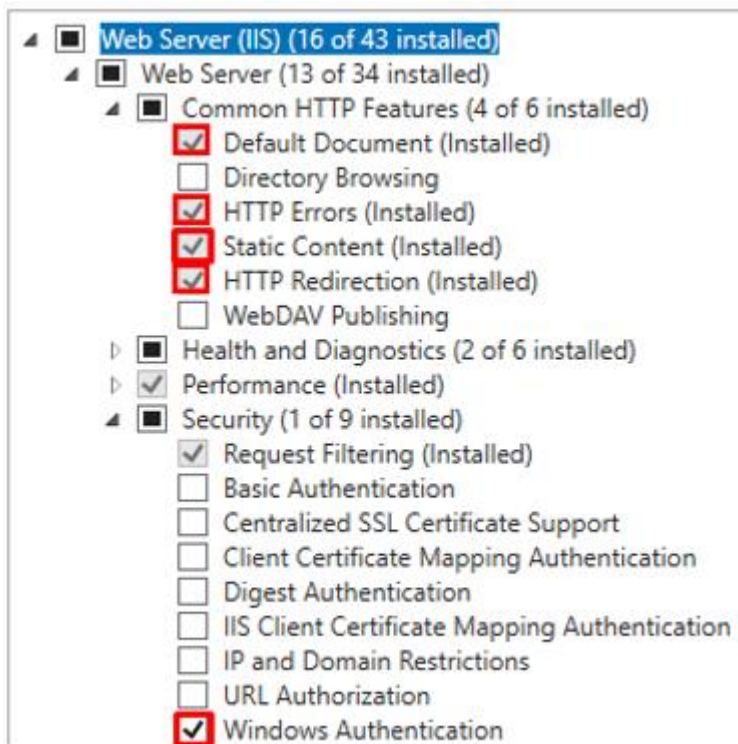 Web Server (IIS) (16 of 43 installed)
Web Server (13 of 34 installed)
Common HTTP Features (4 of 6 installed)
Default Document (Installed)
Directory Browsing
HTTP Errors (Installed)
Static Content (Installed)
HTTP Redirection (Installed)
WebDAV Publishing
Health and Diagnostics (2 of 6 installed)
Performance (Installed)
Security (1 of 9 installed)
Request Filtering (Installed)
Basic Authentication
Centralized SSL Certificate Support
Client Certificate Mapping Authentication
Digest Authentication
IIS Client Certificate Mapping Authentication
IP and Domain Restrictions
URL Authorization
Windows Authentication